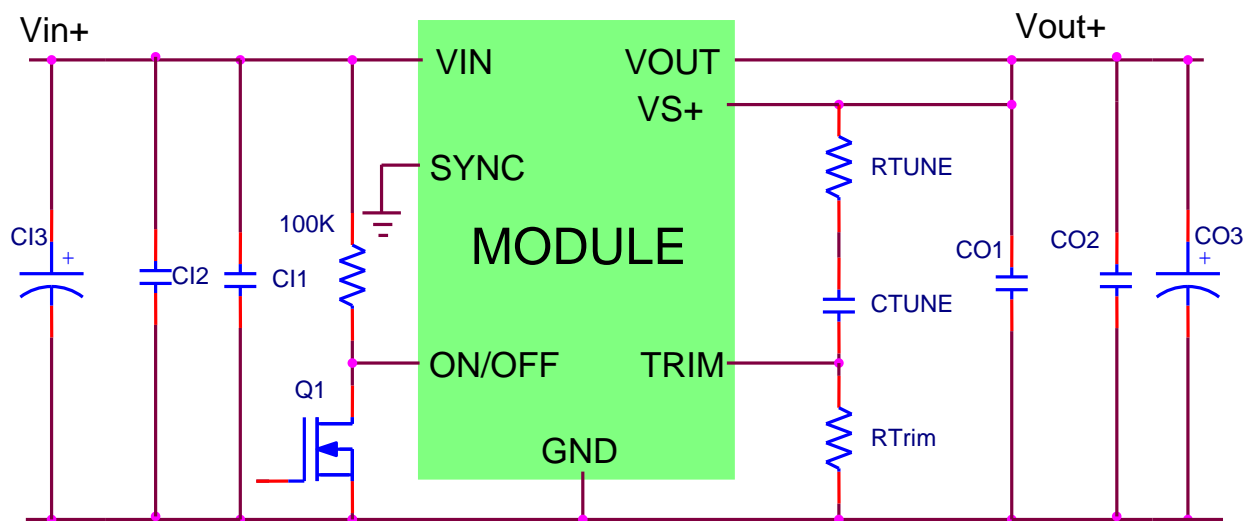 Vin+
Vout+
VIN
VOUT
VS+
SYNC
RTUNE
100K
MODULE
CI3
+
CI2
CI1
CO1
CO2
CO3
+
CTUNE
ON/OFF
TRIM
Q1
RTrim
GND